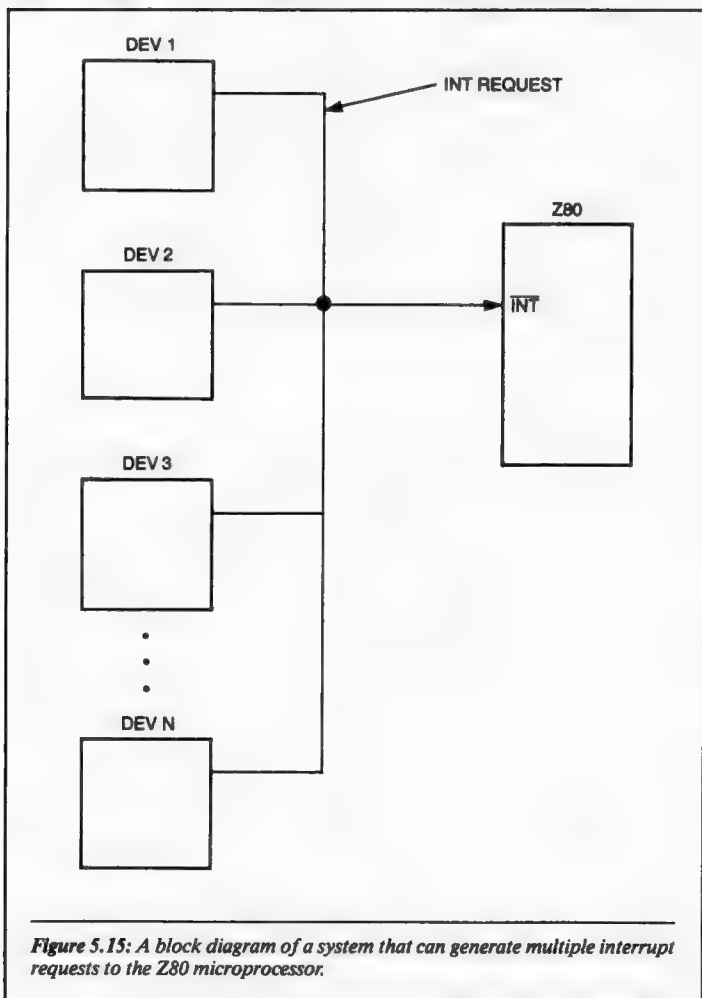 DEV 1
INT REQUEST
Z80
DEV 2
INT
DEV 3
DEV N
Figure 5.15: A block diagram of a system that can generate multiple interrupt
requests to the Z80 microprocessor.